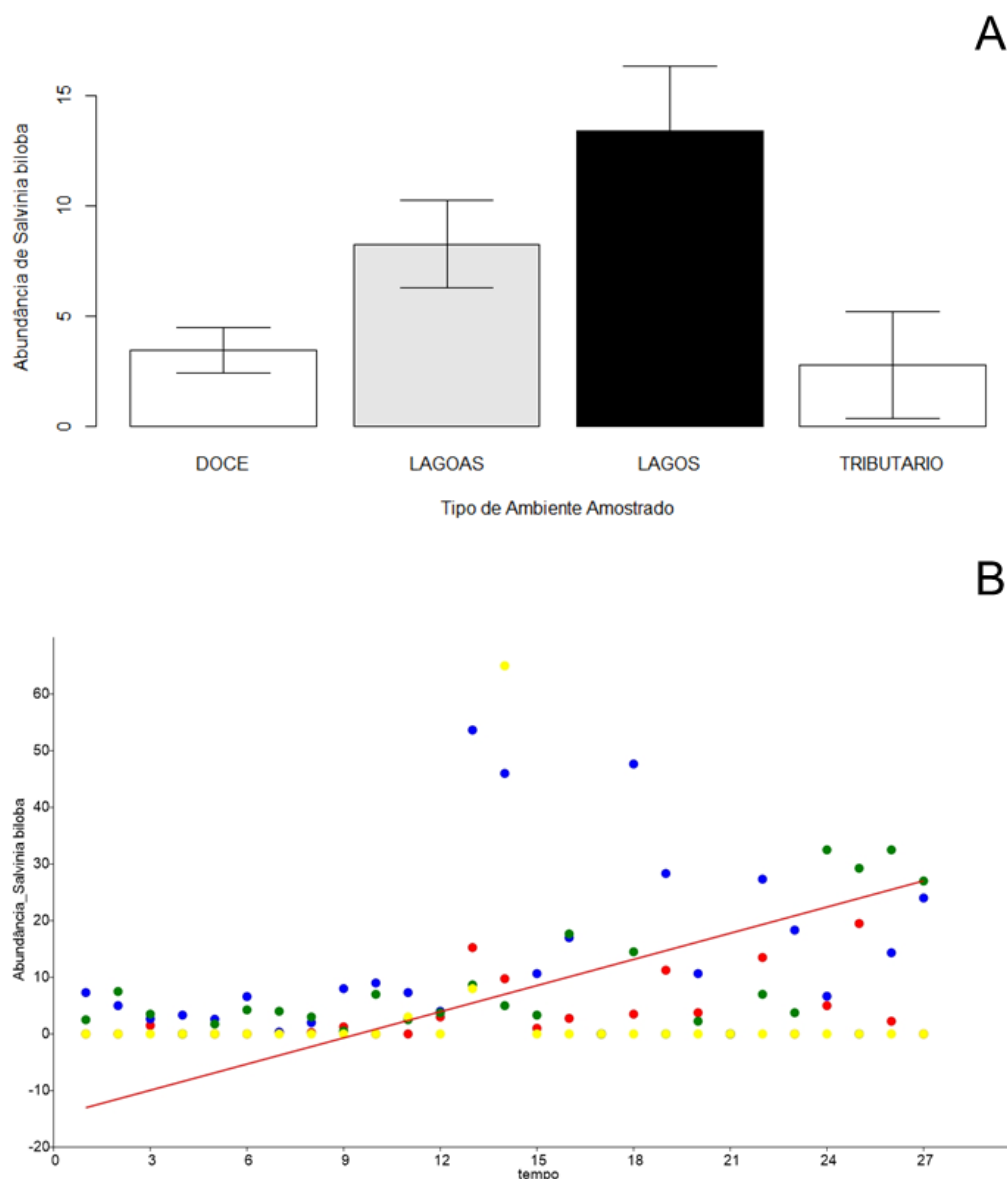 A
Abundância de Salvinia biloba
15
10
5
0
DOCE LAGOAS LAGOS TRIBUTARIO
Tipo de Ambiente Amostrado
B
Abundância_Salvinia biloba
60
50
40
30
20
10
0
-10
-20
0 3 6 9 12 15 18 21 24 27
tempo